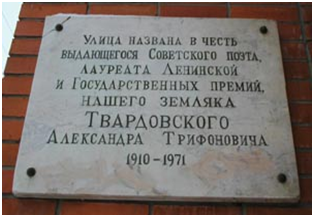 Улица названа в честь
выдающегося Советского поэта,
лауреата Ленинской
и Государственных премий,
нашего земляка
Твардовского
Александра Трифоновича
1910-1971